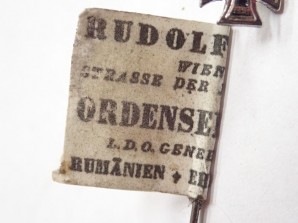 RUDOLF
WIEN
STRASSE DER
ORDENSE
L.D.O. GENE
RUMÄNIEN ✦ E